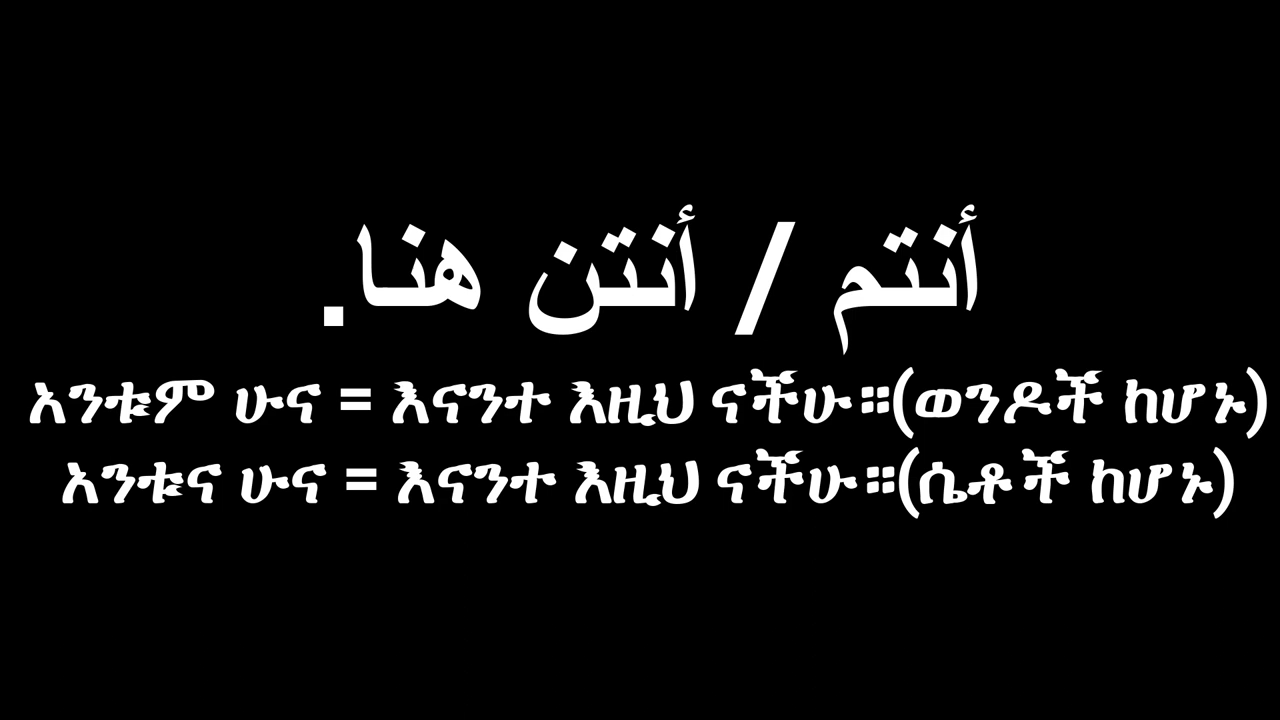 أنتم / أنتن هنا.
አንቱም ሁና = እናንተ እዚህ ናችሁ።(ወንዶች ከሆኑ)
አንቱና ሁና = እናንተ እዚህ ናችሁ።(ሴቶች ከሆኑ)